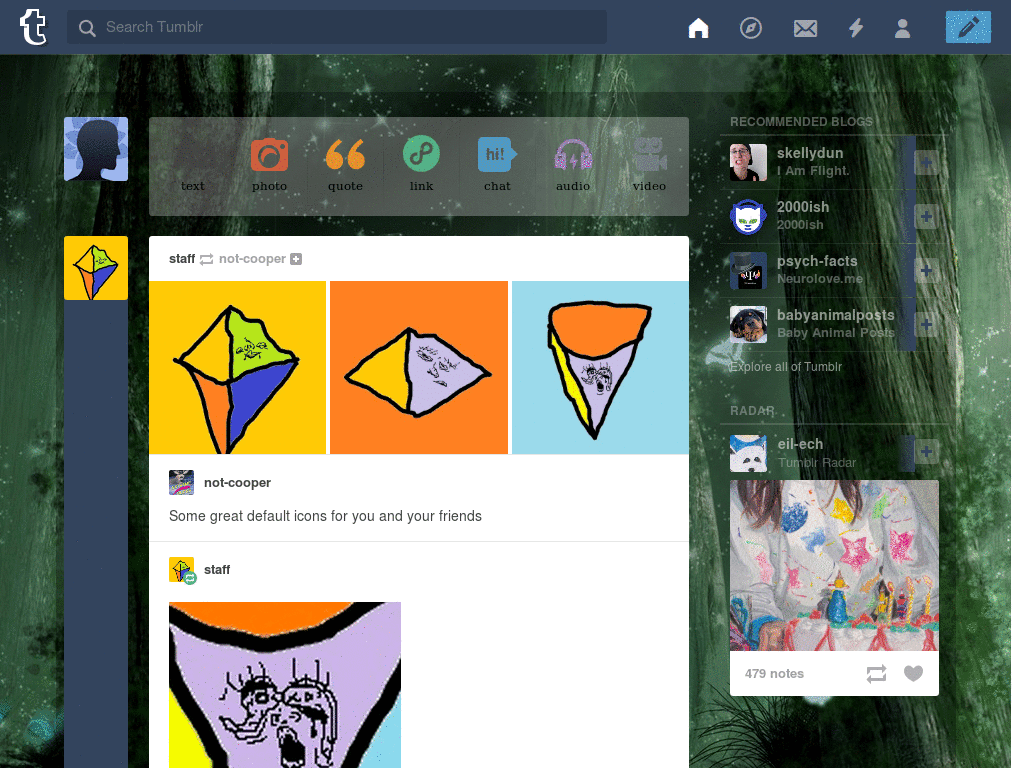 Search Tumblr
text photo quote link hi! chat audio video
staff not-cooper
not-cooper
Some great default icons for you and your friends
staff
RECOMMENDED BLOGS
skellydun
I Am Flight.
2000ish
2000ish
psych-facts
Neurolove.me
babyanimalposts
Baby Animal Posts
Explore all of Tumblr
RADAR
eil-ech
Tumblr Radar
479 notes